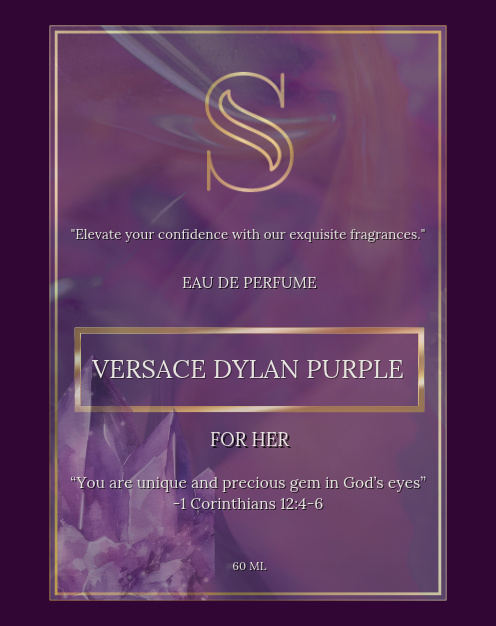 S
"Elevate your confidence with our exquisite fragrances."
EAU DE PERFUME
VERSACE DYLAN PURPLE
FOR HER
“You are unique and precious gem in God’s eyes”
-1 Corinthians 12:4-6
60 ML